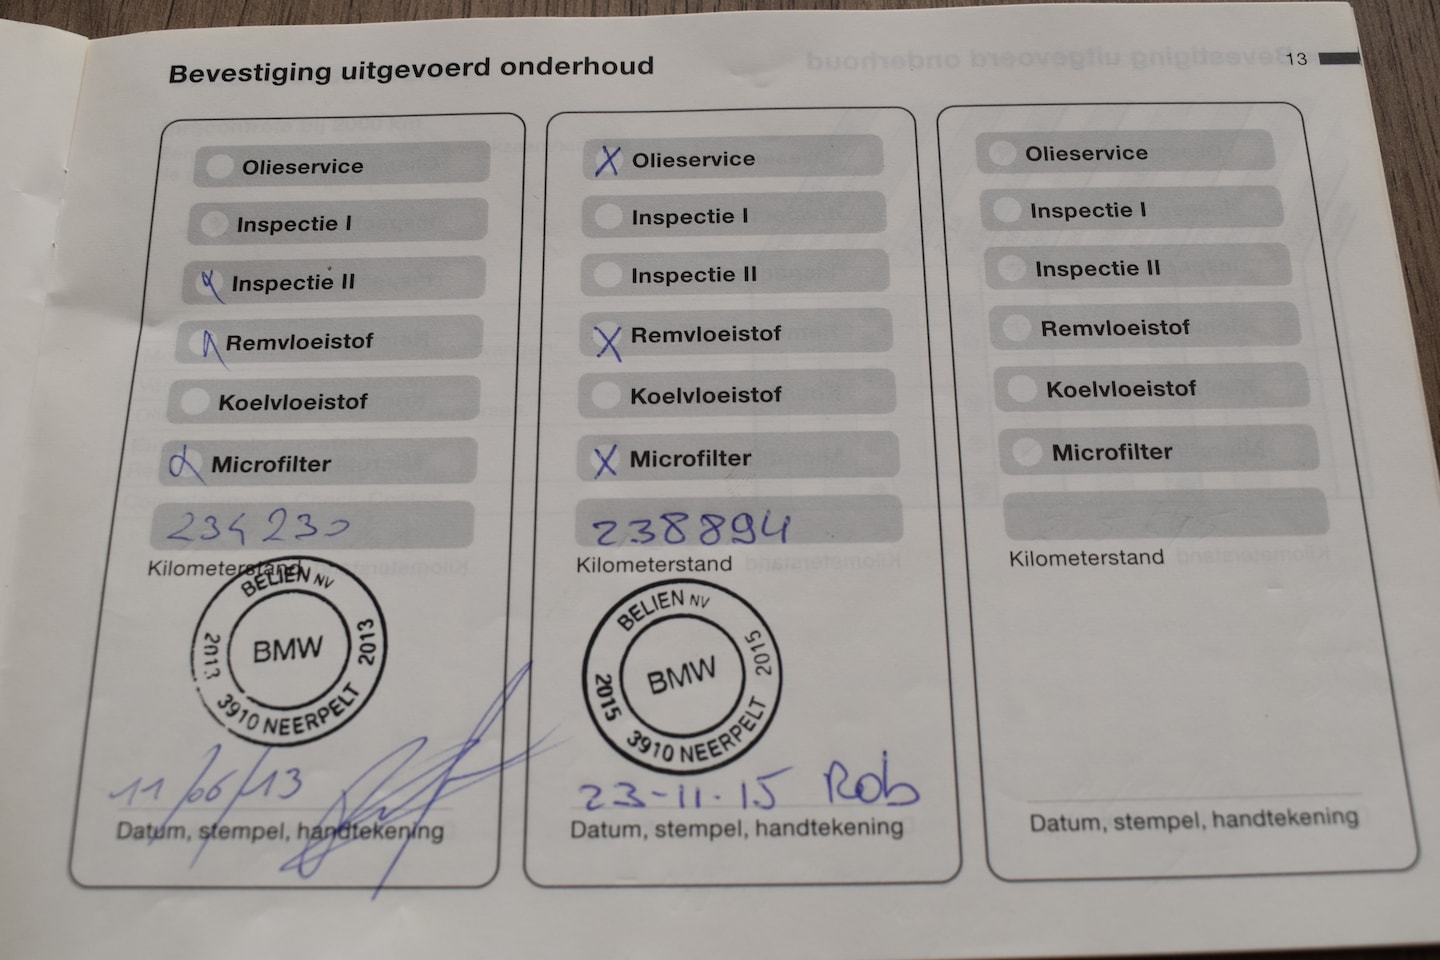 Bevestiging uitgevoerd onderhoud
13
Olieservice
Inspectie I
Inspectie II
Remvloeistof
Koelvloeistof
Microfilter
234230
Kilometerstand
BELIEN NV
2013 BMW 2013
3910 NEERPELT
11/06/13
Datum, stempel, handtekening
X Olieservice
Inspectie I
Inspectie II
X Remvloeistof
Koelvloeistof
X Microfilter
238894
Kilometerstand
BELIEN NV
2015 BMW 2015
3910 NEERPELT
23-11-15 Rob
Datum, stempel, handtekening
Olieservice
Inspectie I
Inspectie II
Remvloeistof
Koelvloeistof
Microfilter
Kilometerstand
Datum, stempel, handtekening